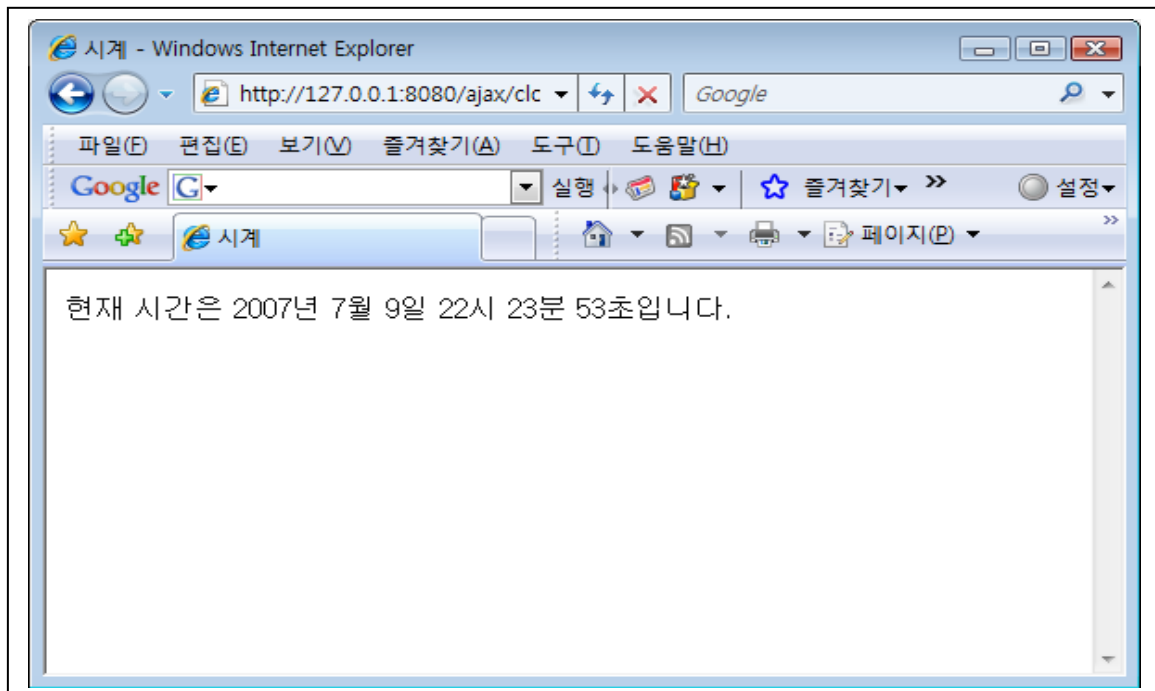 시계 - Windows Internet Explorer
http://127.0.0.1:8080/ajax/clc
Google
파일(F) 편집(E) 보기(V) 즐겨찾기(A) 도구(T) 도움말(H)
Google G 실행 즐겨찾기 » 설정
시계 페이지(P) »
현재 시간은 2007년 7월 9일 22시 23분 53초입니다.